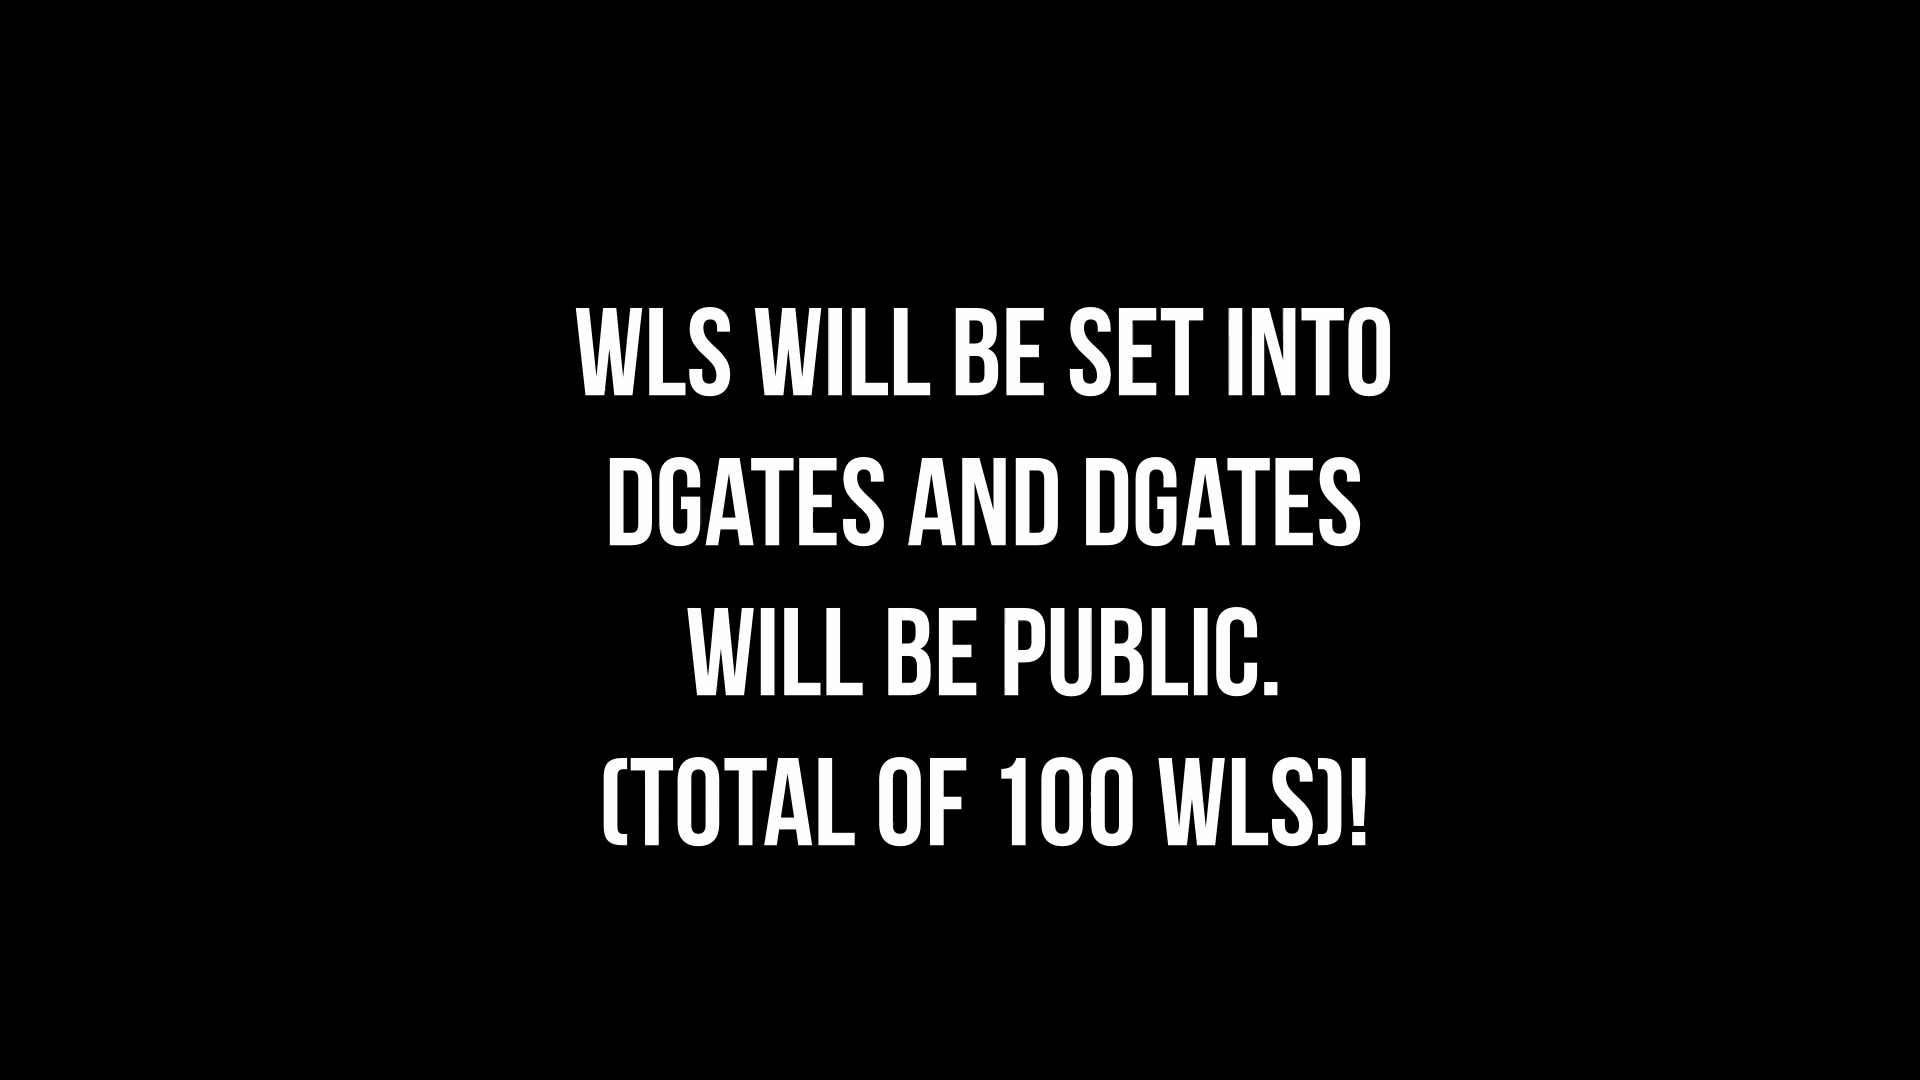 WLS WILL BE SET INTO
DGATES AND DGATES
WILL BE PUBLIC.
(TOTAL OF 100 WLS)!